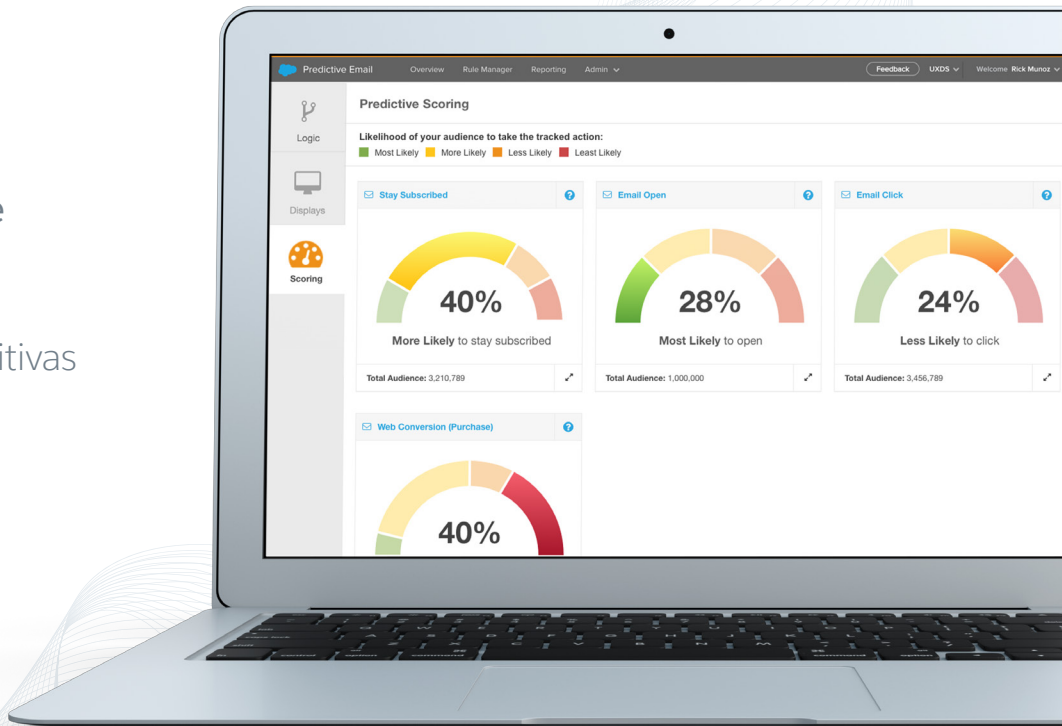 e
itivas
Predictive Email Overview Rule Manager Reporting Admin Feedback UXDS Welcome Rick Munoz
Logic
Displays
Scoring
Predictive Scoring
Likelihood of your audience to take the tracked action:
Most Likely More Likely Less Likely Least Likely
Stay Subscribed ?
40%
More Likely to stay subscribed
Total Audience: 3,210,789
Email Open ?
28%
Most Likely to open
Total Audience: 1,000,000
Email Click ?
24%
Less Likely to click
Total Audience: 3,456,789
Web Conversion (Purchase) ?
40%